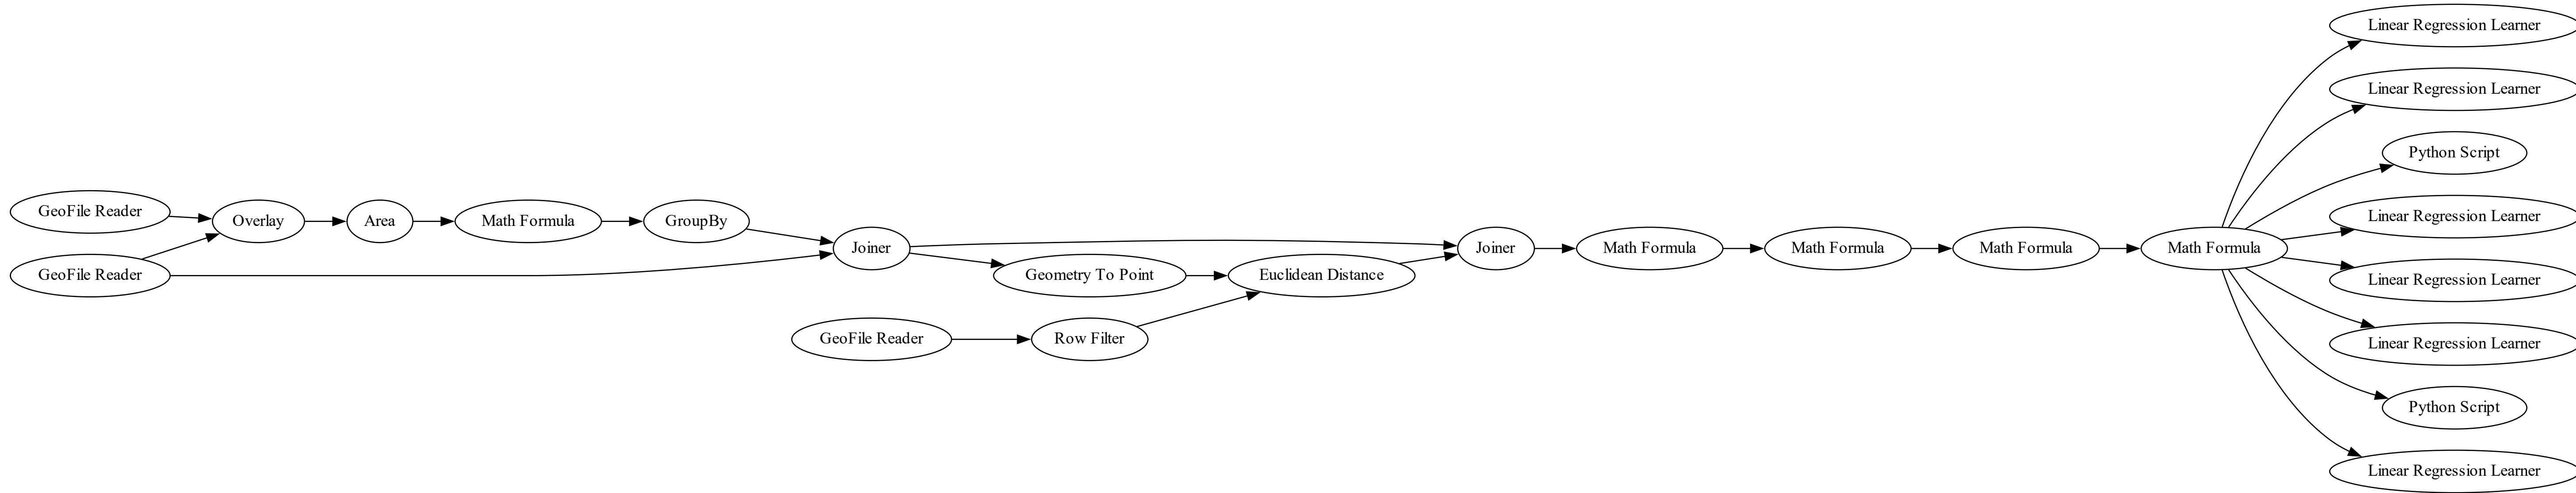 Linear Regression Learner
Linear Regression Learner
Python Script
GeoFile Reader
Overlay
Area
Math Formula
GroupBy
Linear Regression Learner
GeoFile Reader
Joiner
Joiner
Math Formula
Math Formula
Math Formula
Math Formula
Geometry To Point
Euclidean Distance
Linear Regression Learner
GeoFile Reader
Row Filter
Linear Regression Learner
Python Script
Linear Regression Learner